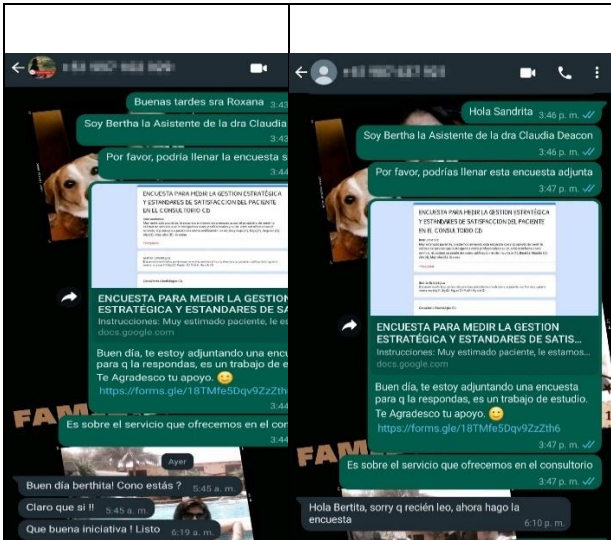 Buenas tardes sra Roxana 3:43
Soy Bertha la Asistente de la dra Claudia
3:43
Por favor, podría llenar la encuesta s
3:44
ENCUESTA PARA MEDIR LA GESTION ESTRATÉGICA
Y ESTANDARES DE SATISFACCION DEL PACIENTE
EN EL CONSULTORIO CD.
ENCUESTA PARA MEDIR LA GESTION
ESTRATÉGICA Y ESTANDARES DE SA
Instrucciones: Muy estimado paciente, le es
docs.google.com
Buen día, te estoy adjuntando una encu
para q la respondas, es un trabajo de e
Te Agradesco tu apoyo. 🙂
https://forms.gle/18TMfe5Dqv9ZzZth
3:44
Es sobre el servicio que ofrecemos en el con
3:44
FAM
Ayer
Buen día berthita! Cono estás ? 5:45 a. m.
Claro que si !! 5:45 a. m.
Que buena iniciativa ! Listo 6:19 a. m.
Hola Sandrita 3:46 p. m.
Soy Bertha la Asistente de la dra Claudia Deacon
3:46 p. m.
Por favor, podrías llenar esta encuesta adjunta
3:47 p. m.
ENCUESTA PARA MEDIR LA GESTION ESTRATÉGICA
Y ESTANDARES DE SATISFACCION DEL PACIENTE
EN EL CONSULTORIO CD.
ENCUESTA PARA MEDIR LA GESTION
ESTRATÉGICA Y ESTANDARES DE SATIS...
Instrucciones: Muy estimado paciente, le estamos...
docs.google.com
Buen día, te estoy adjuntando una encuesta
para q la respondas, es un trabajo de estudio.
Te Agradesco tu apoyo. 🙂
https://forms.gle/18TMfe5Dqv9ZzZth6
3:47 p. m.
Es sobre el servicio que ofrecemos en el consultorio
3:47 p. m.
FAM
Hola Bertita, sorry q recién leo, ahora hago la
encuesta 6:10 p. m.